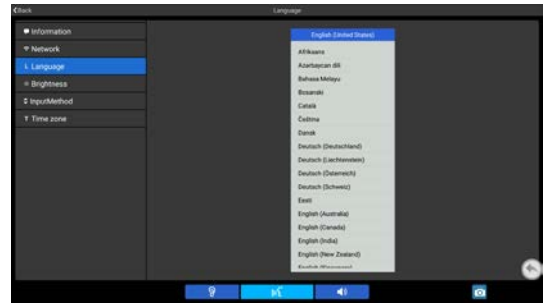 Back
Language
Information
Network
Language
Brightness
InputMethod
Time zone
English (United States)
Afrikaans
Azərbaycan dili
Bahasa Melayu
Bosanski
Català
Čeština
Dansk
Deutsch (Deutschland)
Deutsch (Liechtenstein)
Deutsch (Österreich)
Deutsch (Schweiz)
Eesti
English (Australia)
English (Canada)
English (India)
English (New Zealand)